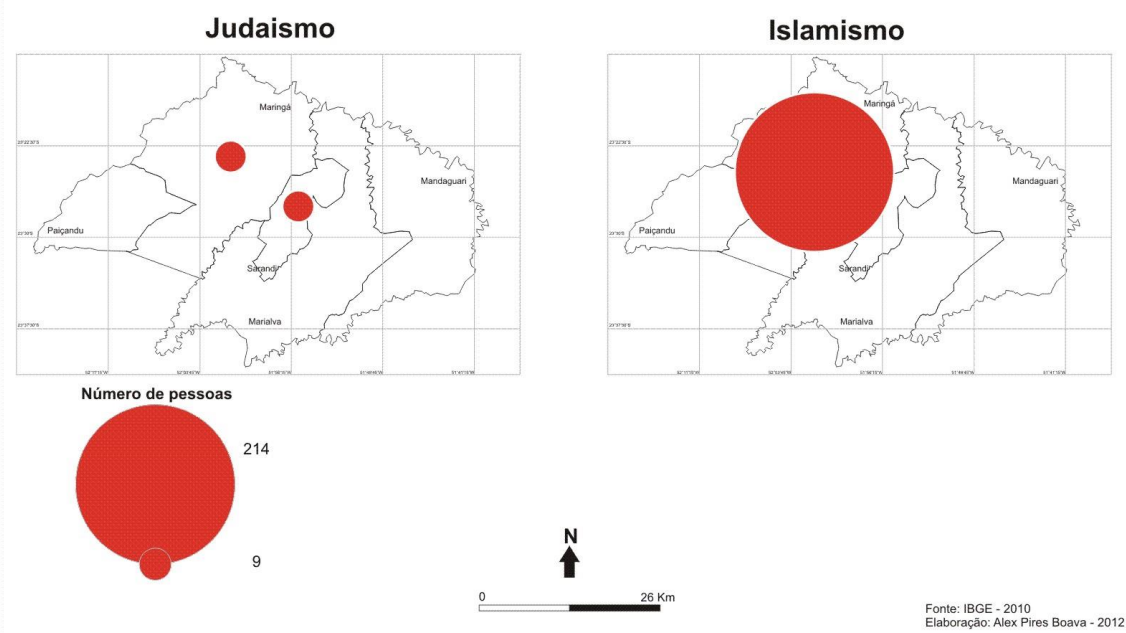 Judaismo
Maringá
Mandaguari
Paiçandu
Sarandi
Marialva
Islamismo
Maringá
Mandaguari
Paiçandu
Sarandi
Marialva
Número de pessoas
214
9
N
0 26 Km
Fonte: IBGE - 2010
Elaboração: Alex Pires Boava - 2012